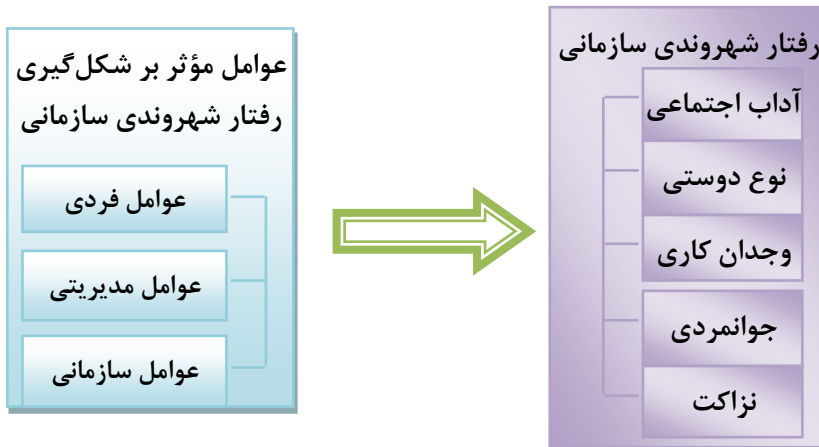 رفتار شهروندی سازمانی
آداب اجتماعی
نوع دوستی
وجدان کاری
جوانمردی
نزاکت
عوامل مؤثر بر شکل‌گیری
رفتار شهروندی سازمانی
عوامل فردی
عوامل مدیریتی
عوامل سازمانی